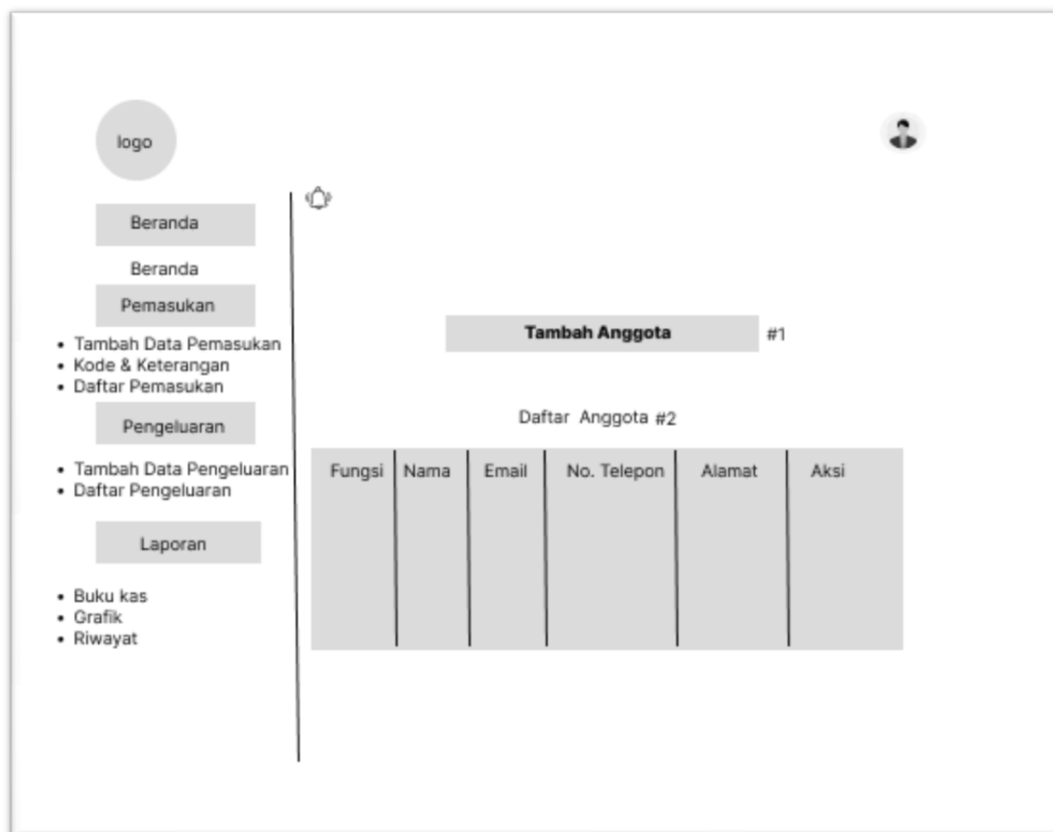 logo
Beranda
Beranda
Pemasukan
• Tambah Data Pemasukan
• Kode & Keterangan
• Daftar Pemasukan
Pengeluaran
• Tambah Data Pengeluaran
• Daftar Pengeluaran
Laporan
• Buku kas
• Grafik
• Riwayat
Tambah Anggota #1
Daftar Anggota #2
Fungsi Nama Email No. Telepon Alamat Aksi